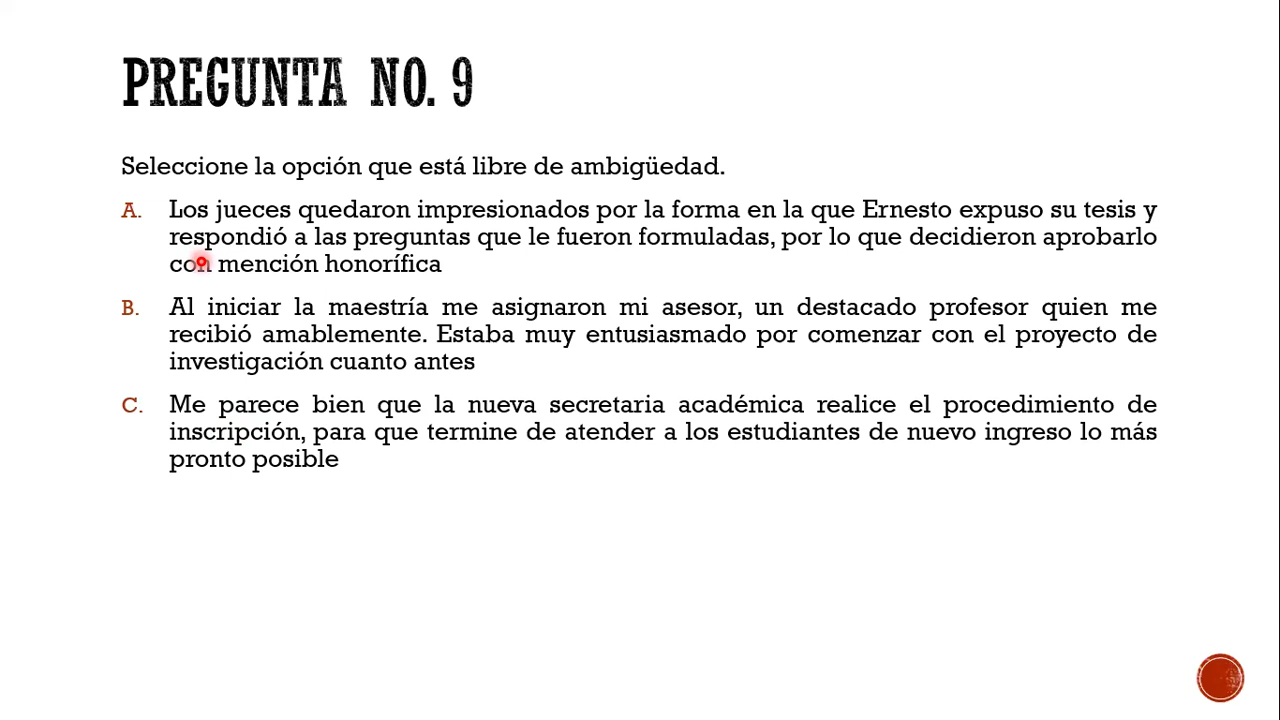 PREGUNTA NO. 9
Seleccione la opción que está libre de ambigüedad.
A. Los jueces quedaron impresionados por la forma en la que Ernesto expuso su tesis y
respondió a las preguntas que le fueron formuladas, por lo que decidieron aprobarlo
con mención honorífica
B. Al iniciar la maestría me asignaron mi asesor, un destacado profesor quien me
recibió amablemente. Estaba muy entusiasmado por comenzar con el proyecto de
investigación cuanto antes
C. Me parece bien que la nueva secretaria académica realice el procedimiento de
inscripción, para que termine de atender a los estudiantes de nuevo ingreso lo más
pronto posible